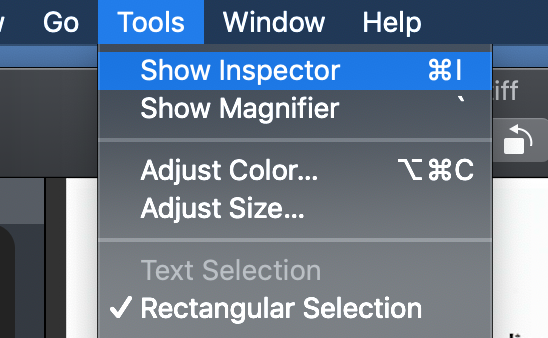 Go Tools Window Help
Show Inspector ⌘I
Show Magnifier `
iff
Adjust Color... ⌥⌘C
Adjust Size...
Text Selection
✓ Rectangular Selection